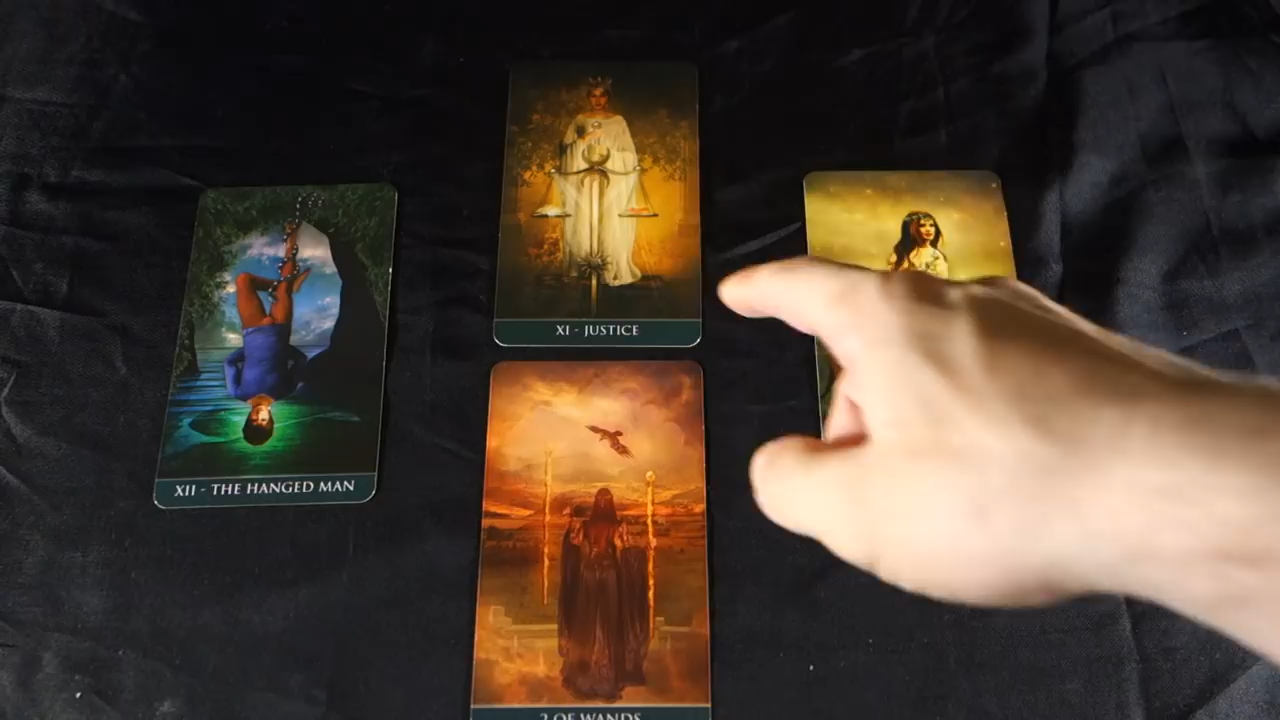 XI - JUSTICE
XII - THE HANGED MAN
2 OF WANDS